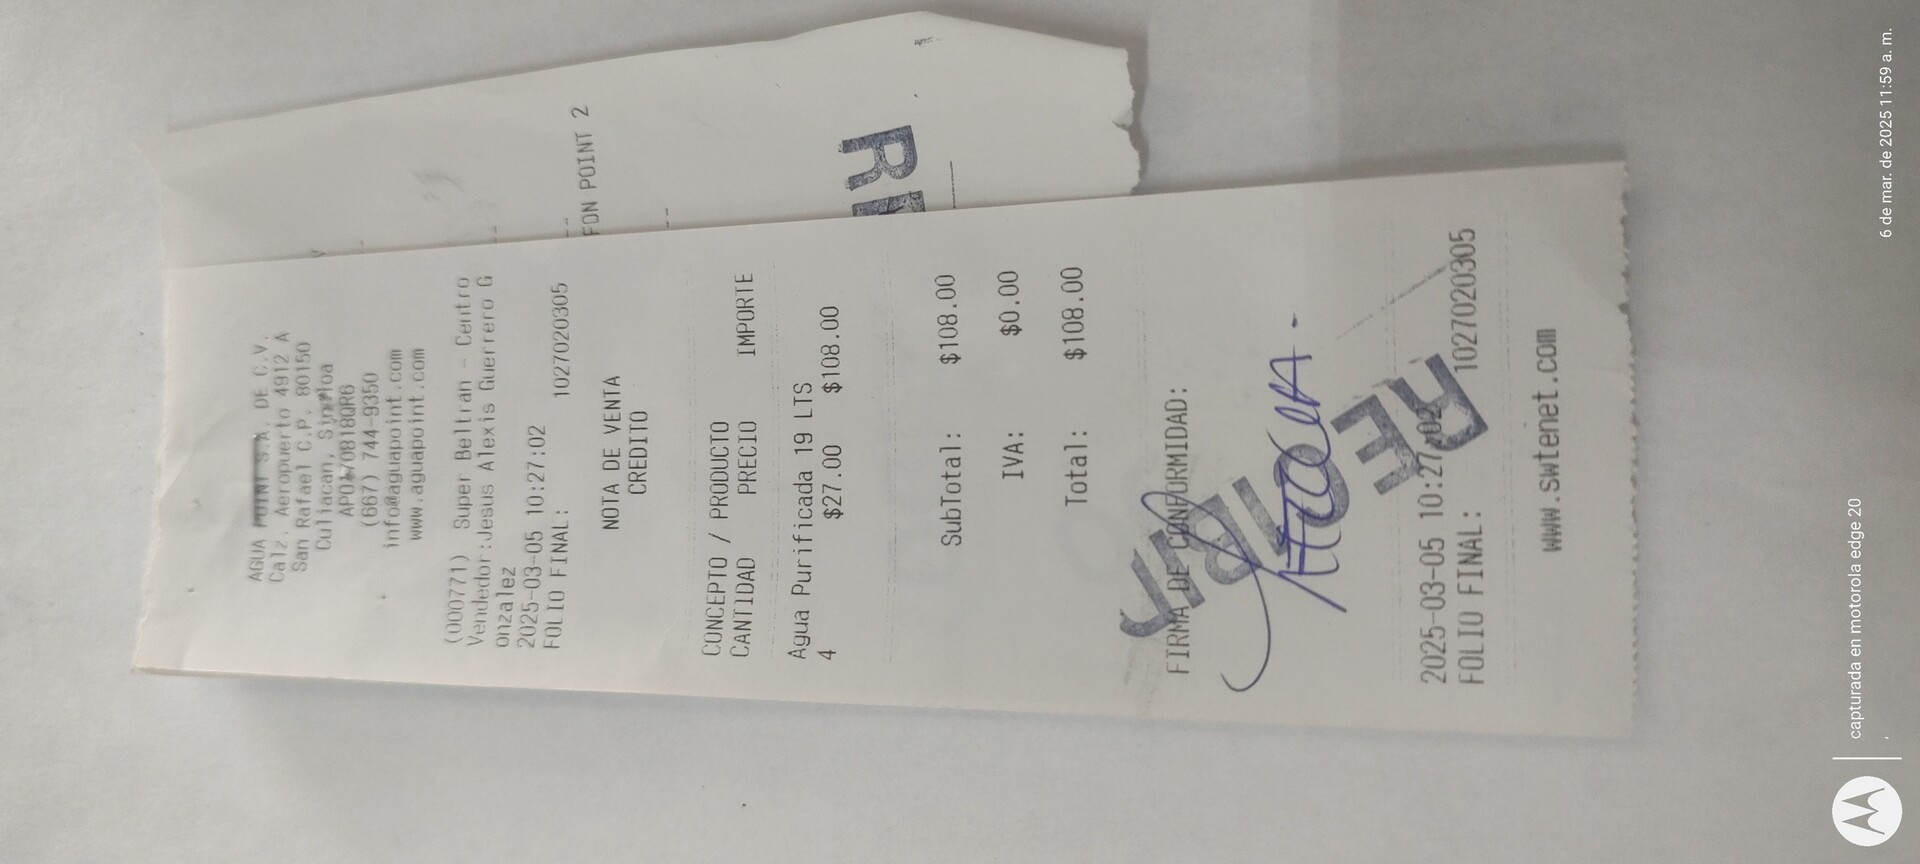 AGUA POINT S.A. DE C.V.
Calz. Aeropuerto 4912 A
San Rafael C.P. 80150
Culiacan, Sinaloa
(667) 744-9350
info@aguapoint.com
www.aguapoint.com
(000771) Super Beltran - Centro
Vendedor:Jesus Alexis Guerrero G
onzalez
2025-03-05 10:27:02
FOLIO FINAL: 1027020305
NOTA DE VENTA
CREDITO
CONCEPTO / PRODUCTO
CANTIDAD PRECIO IMPORTE
Agua Purificada 19 LTS
4 $27.00 $108.00
SubTotal: $108.00
IVA: $0.00
Total: $108.00
FIRMA DE CONFORMIDAD:
RECIBI
2025-03-05 10:27:02
FOLIO FINAL: 1027020305
www.swtenet.com
FON POINT 2
RE
capturada en motorola edge 20
6 de mar. de 2025 11:59 a. m.